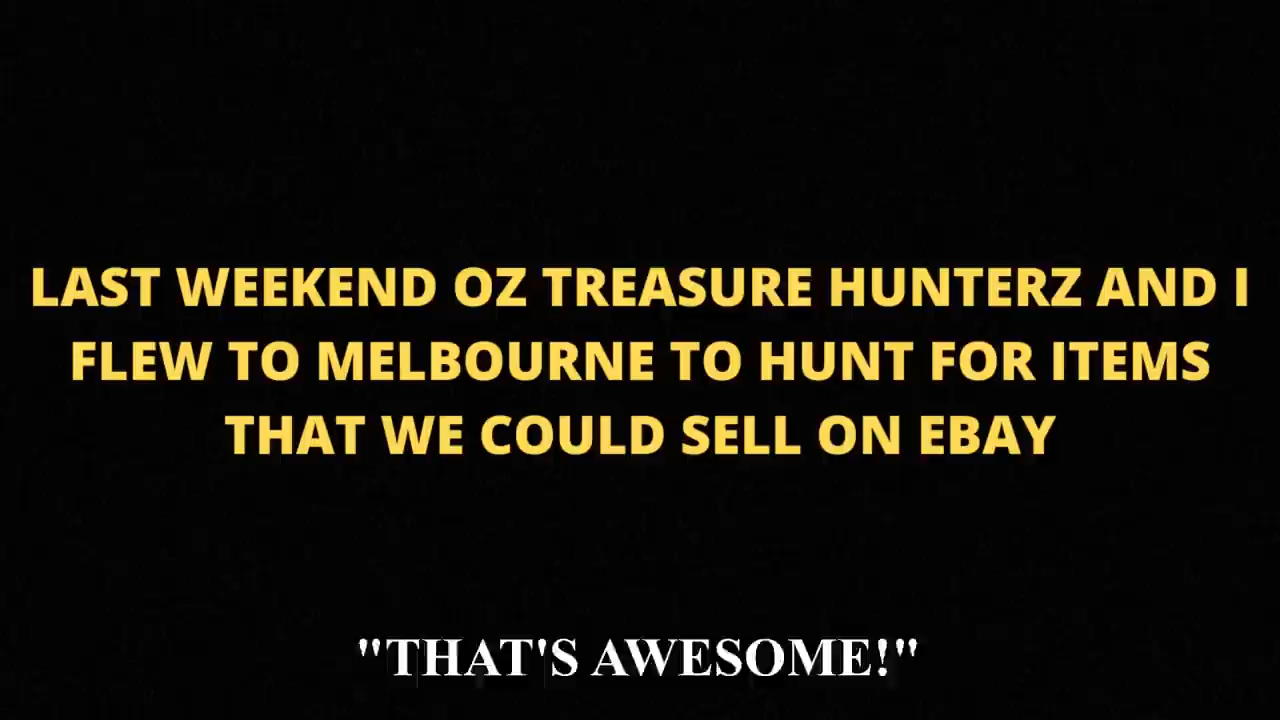 LAST WEEKEND OZ TREASURE HUNTERZ AND I
FLEW TO MELBOURNE TO HUNT FOR ITEMS
THAT WE COULD SELL ON EBAY
"THAT'S AWESOME!"